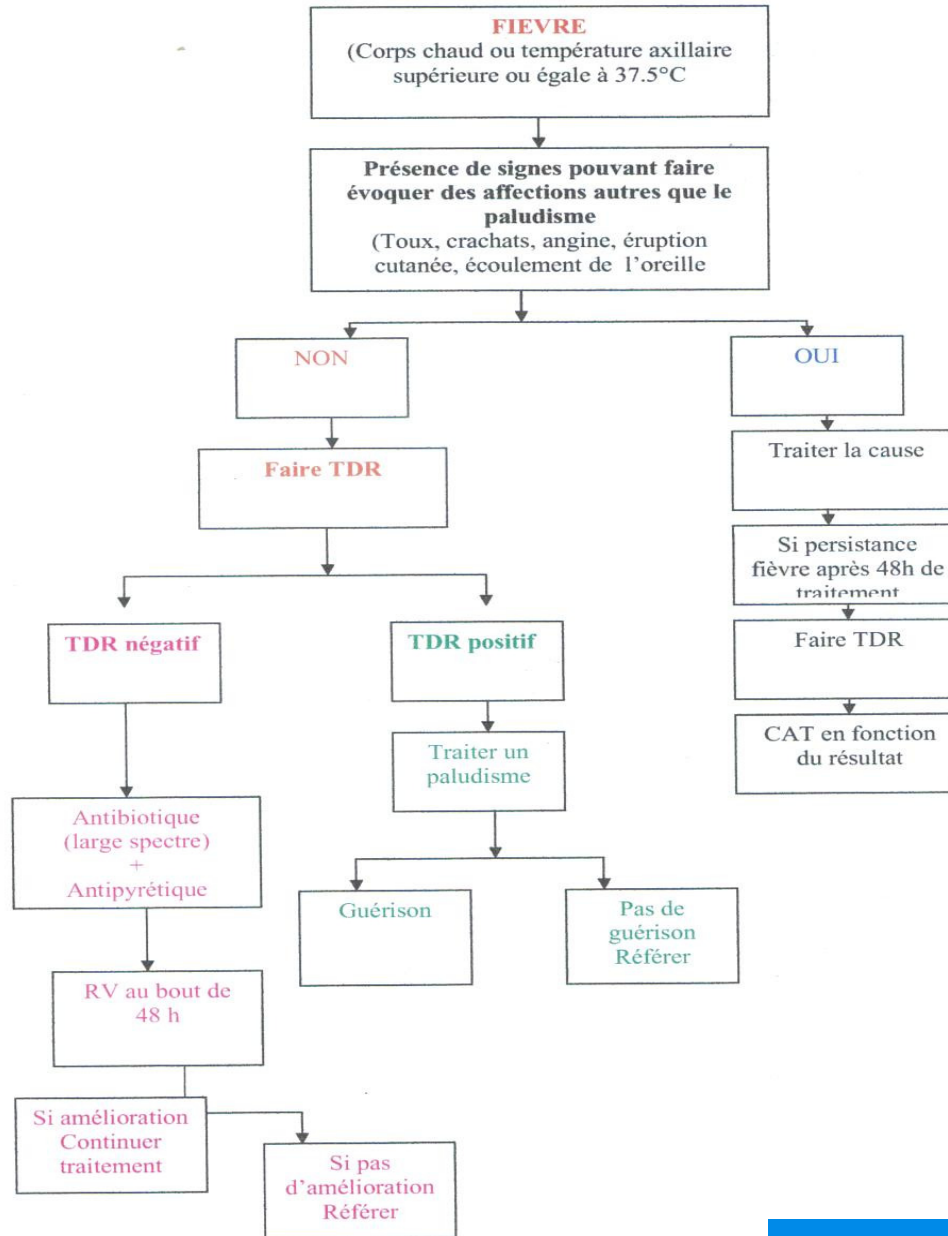 FIEVRE
(Corps chaud ou température axillaire
supérieure ou égale à 37.5°C
Présence de signes pouvant faire
évoquer des affections autres que le
paludisme
(Toux, crachats, angine, éruption
cutanée, écoulement de l'oreille
NON
OUI
Faire TDR
Traiter la cause
Si persistance
fièvre après 48h de
traitement
Faire TDR
CAT en fonction
du résultat
TDR négatif
TDR positif
Traiter un
paludisme
Antibiotique
(large spectre)
+
Antipyrétique
Guérison
Pas de
guérison
Référer
RV au bout de
48 h
Si amélioration
Continuer
traitement
Si pas
d'amélioration
Référer